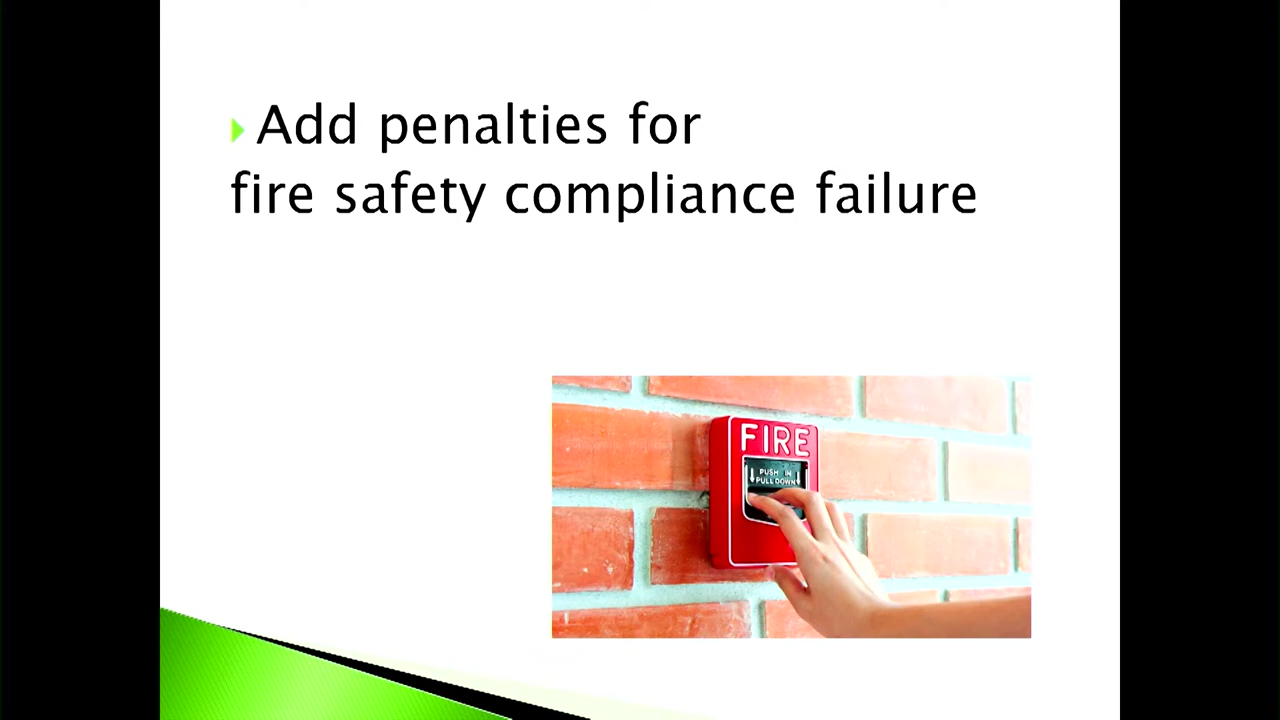 Add penalties for
fire safety compliance failure
FIRE
PUSH IN
PULL DOWN